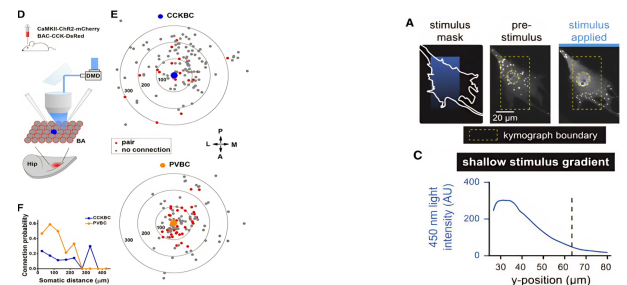 D
CaMKII-ChR2-mCherry
BAC-CCK-DsRed
DMD
BA
Hip
E
CCKBC
100
200
300
pair
no connection
P
L M
A
PVBC
100
200
300
F
CCKBC
PVBC
Connection probability
0.6
0.4
0.2
0.0
0 100 200 300 400
Somatic distance (μm)
A
stimulus mask
pre-stimulus
stimulus applied
20 μm
kymograph boundary
C
shallow stimulus gradient
450 nm light
intensity (AU)
400
200
0
30 40 50 60 70 80
y-position (μm)